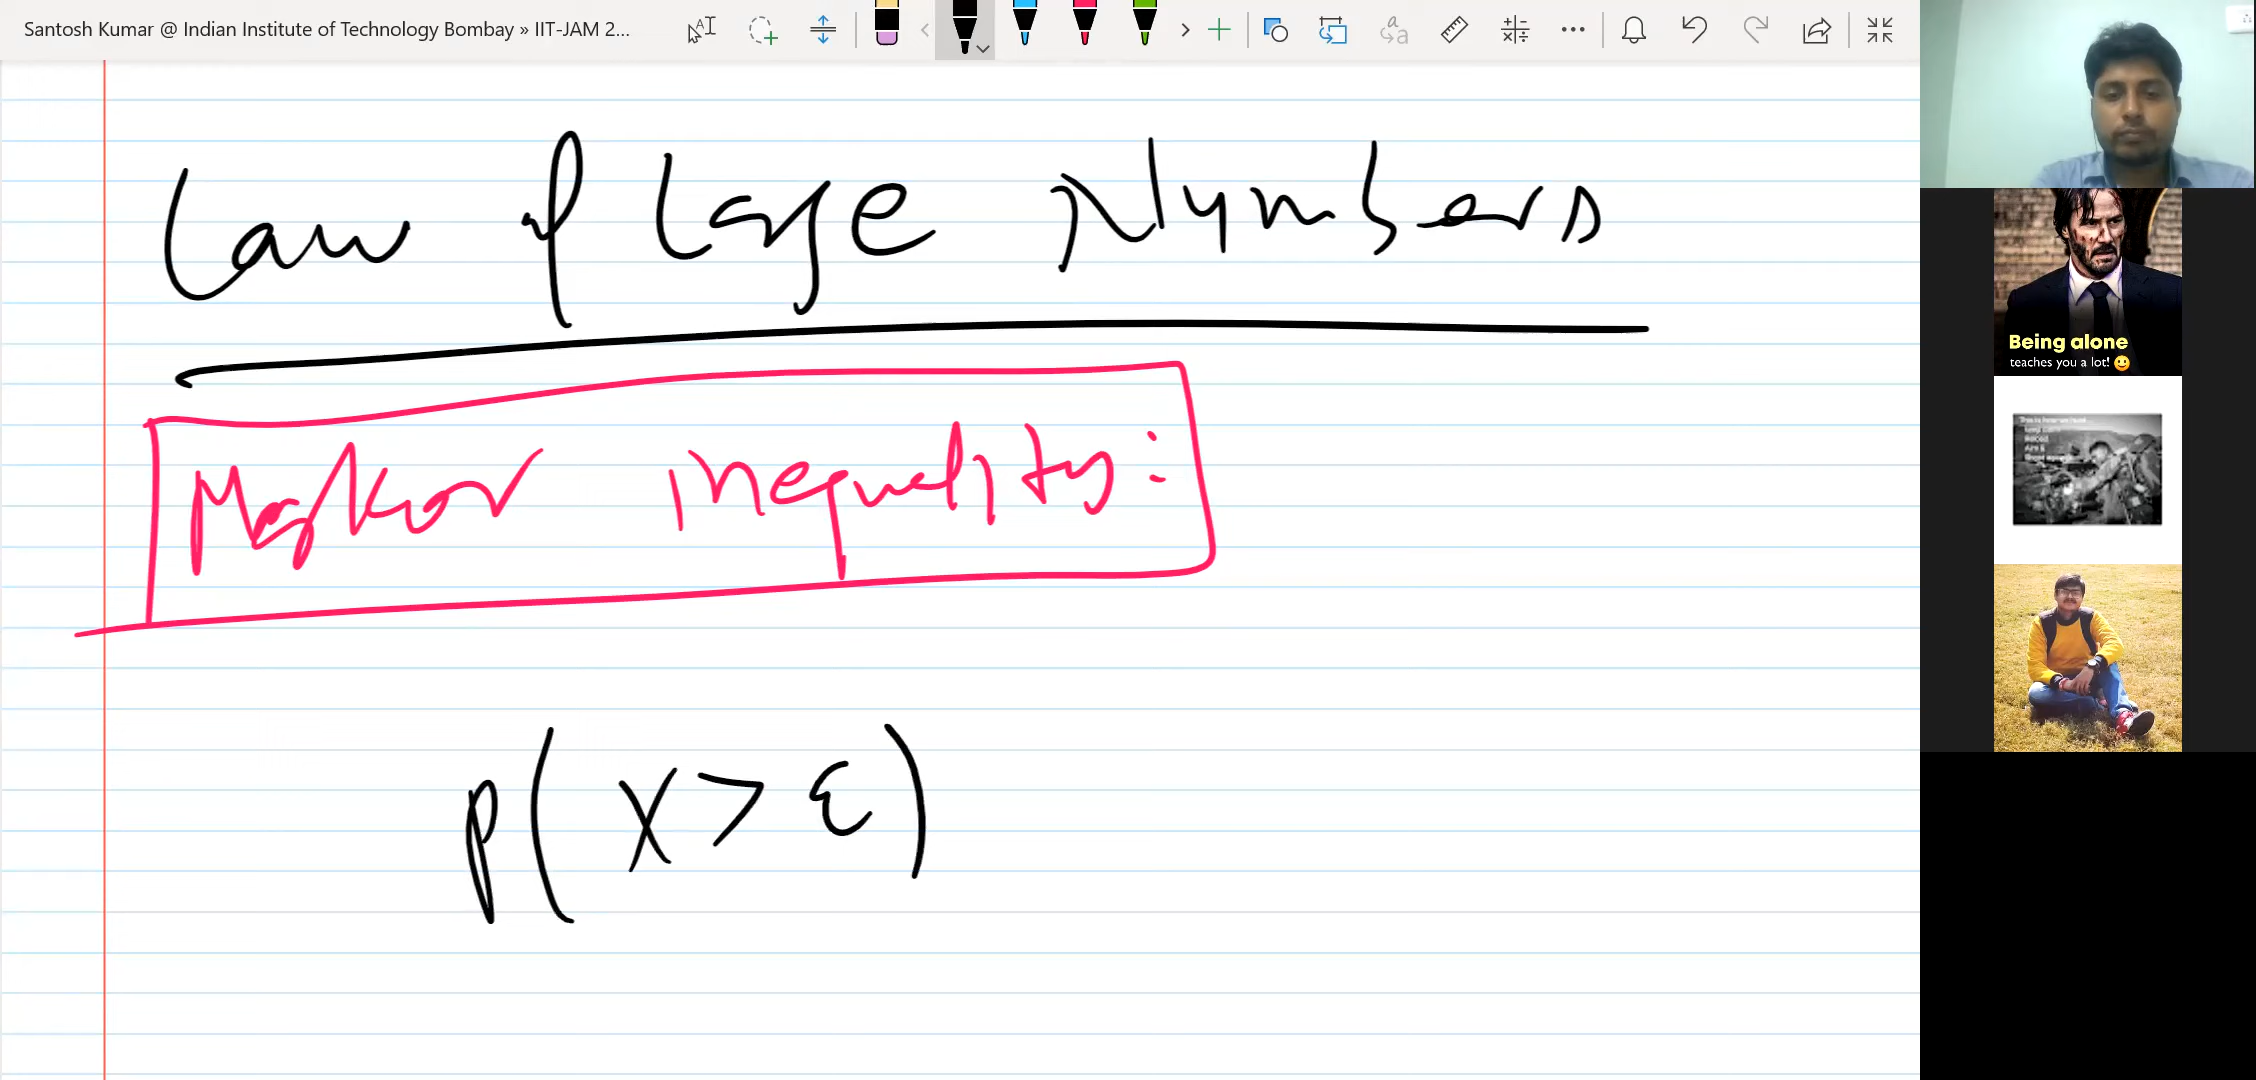 Santosh Kumar @ Indian Institute of Technology Bombay » IIT-JAM 2...
Law of Large Numbers
Markov inequality:
P( X > ε )
Being alone
teaches you a lot! 🙂